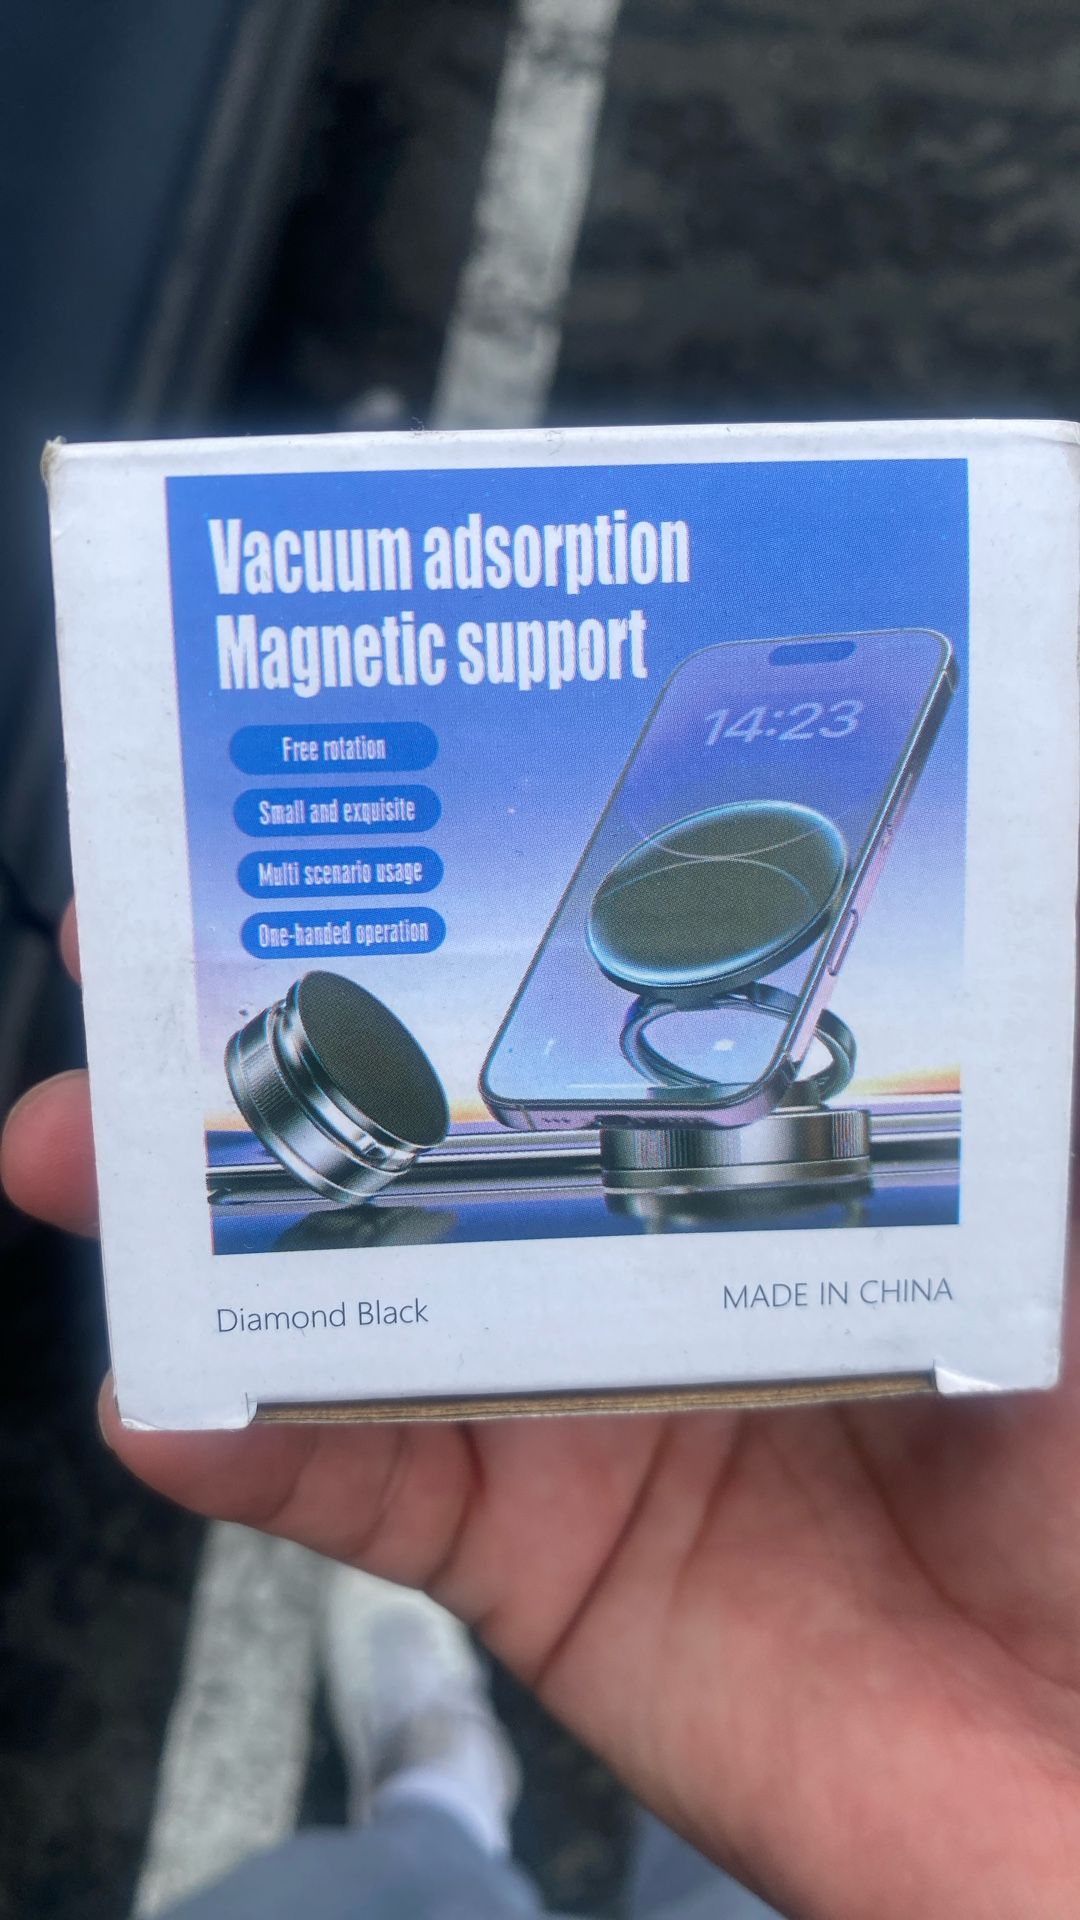 Vacuum adsorption
Magnetic support
14:23
Free rotation
Small and exquisite
Multi scenario usage
One-handed operation
Diamond Black
MADE IN CHINA